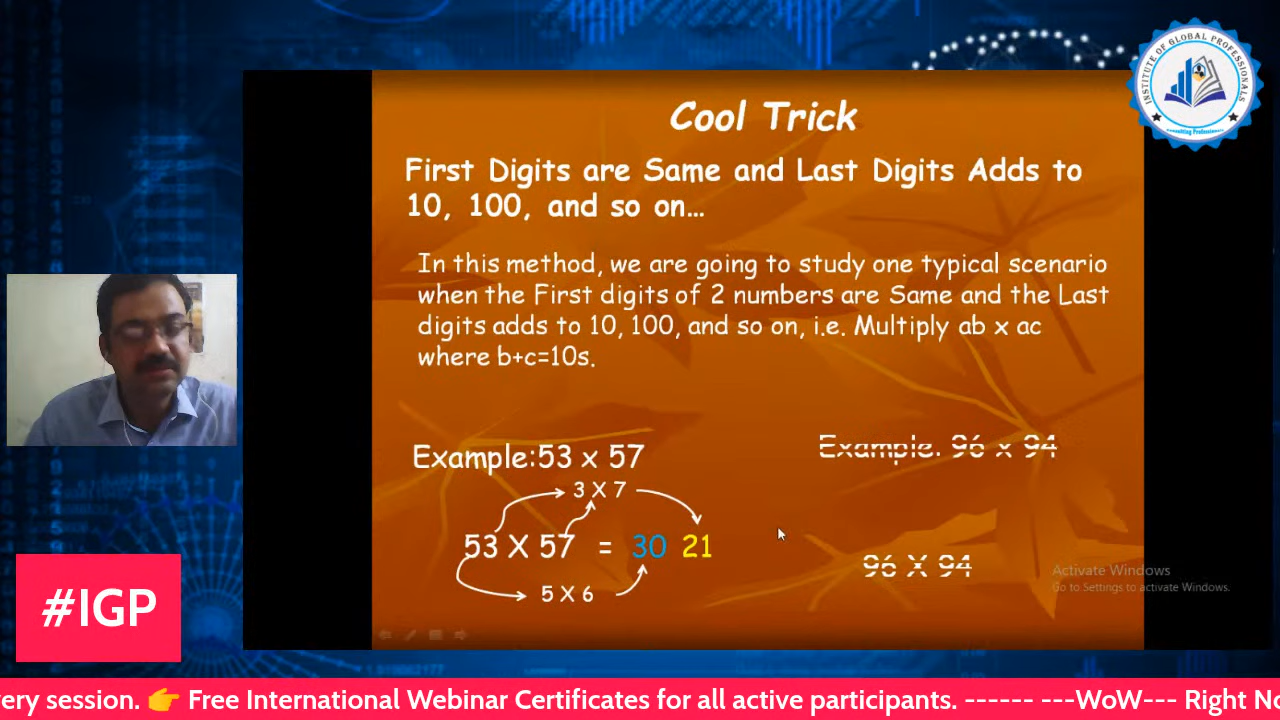 INSTITUTE OF GLOBAL PROFESSIONALS
Consulting Professionals
Cool Trick
First Digits are Same and Last Digits Adds to
10, 100, and so on...
In this method, we are going to study one typical scenario
when the First digits of 2 numbers are Same and the Last
digits adds to 10, 100, and so on, i.e. Multiply ab x ac
where b+c=10s.
Example:53 x 57
Example: 96 x 94
3 X 7
53 X 57 = 30 21
96 X 94
5 X 6
Activate Windows
Go to Settings to activate Windows.
#IGP
very session. 👉 Free International Webinar Certificates for all active participants. ------ ---WoW--- Right No